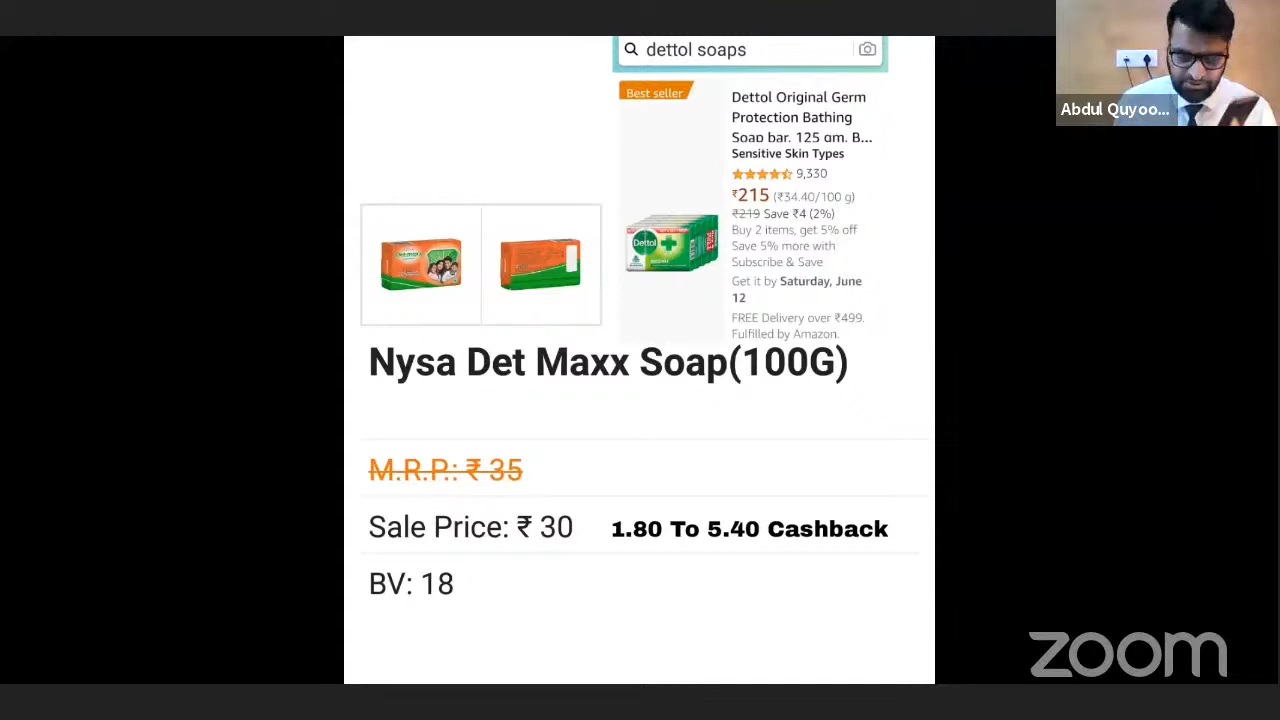 dettol soaps
Best seller
Dettol Original Germ
Protection Bathing
Soap bar, 125 gm, B...
Sensitive Skin Types
9,330
₹215 (₹34.40/100 g)
₹219 Save ₹4 (2%)
Buy 2 items, get 5% off
Save 5% more with
Subscribe & Save
Get it by Saturday, June
12
FREE Delivery over ₹499.
Fulfilled by Amazon.
Dettol
Nysa Det Maxx Soap(100G)
M.R.P.: ₹ 35
Sale Price: ₹ 30
1.80 To 5.40 Cashback
BV: 18
Abdul Quyoo...
zoom